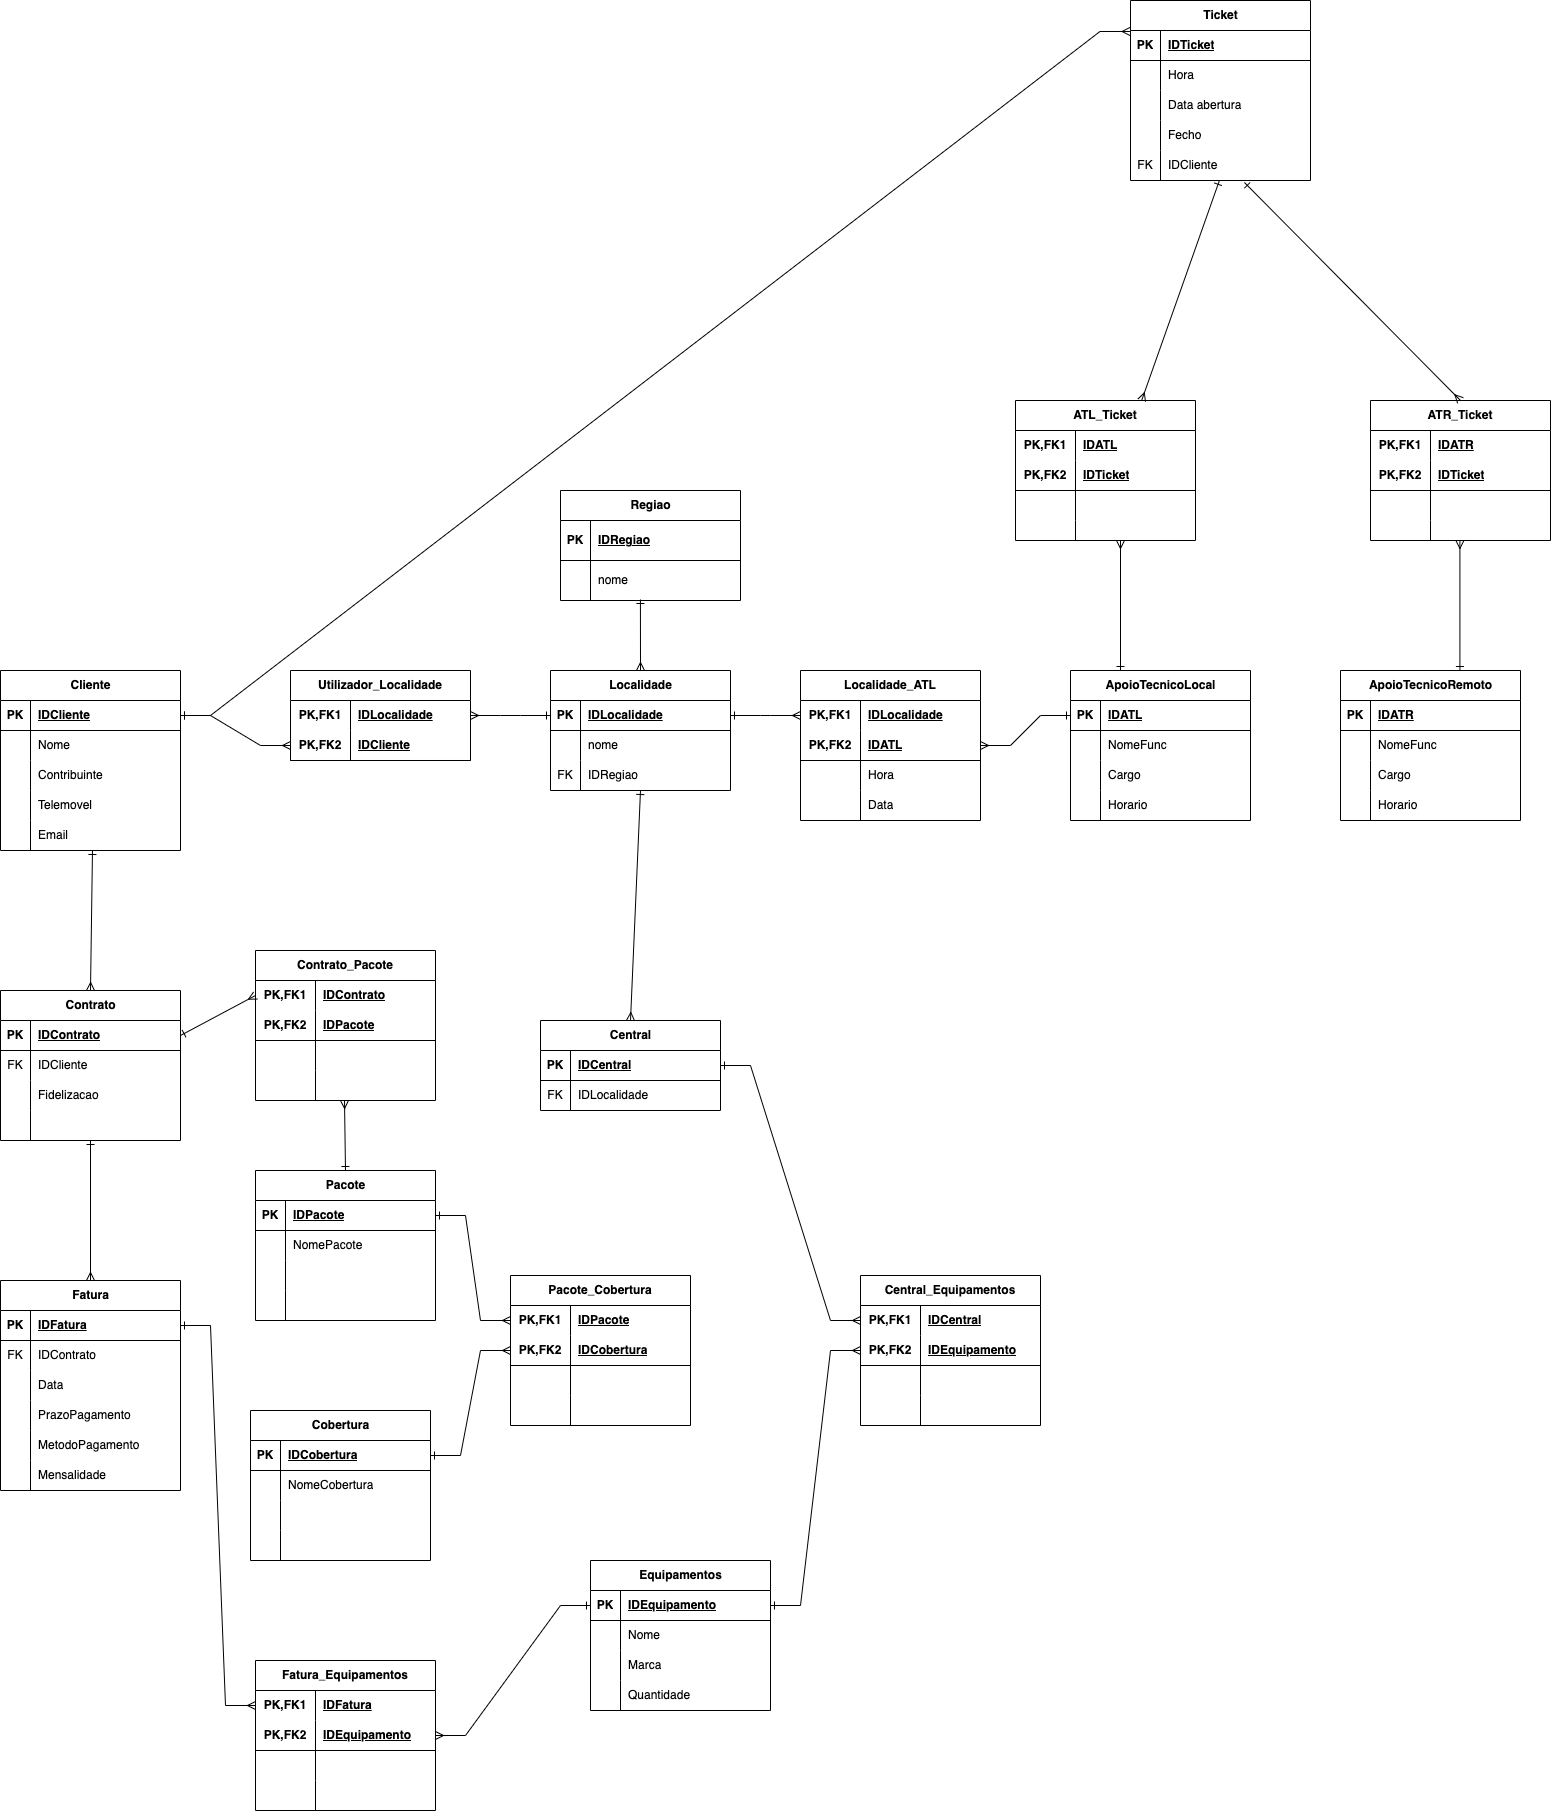 Ticket
PK IDTicket
Hora
Data abertura
Fecho
FK IDCliente
ATL_Ticket
PK,FK1 IDATL
PK,FK2 IDTicket
ATR_Ticket
PK,FK1 IDATR
PK,FK2 IDTicket
Regiao
PK IDRegiao
nome
Cliente
PK IDCliente
Nome
Contribuinte
Telemovel
Email
Utilizador_Localidade
PK,FK1 IDLocalidade
PK,FK2 IDCliente
Localidade
PK IDLocalidade
nome
FK IDRegiao
Localidade_ATL
PK,FK1 IDLocalidade
PK,FK2 IDATL
Hora
Data
ApoioTecnicoLocal
PK IDATL
NomeFunc
Cargo
Horario
ApoioTecnicoRemoto
PK IDATR
NomeFunc
Cargo
Horario
Contrato_Pacote
PK,FK1 IDContrato
PK,FK2 IDPacote
Contrato
PK IDContrato
FK IDCliente
Fidelizacao
Central
PK IDCentral
FK IDLocalidade
Pacote
PK IDPacote
NomePacote
Fatura
PK IDFatura
FK IDContrato
Data
PrazoPagamento
MetodoPagamento
Mensalidade
Pacote_Cobertura
PK,FK1 IDPacote
PK,FK2 IDCobertura
Central_Equipamentos
PK,FK1 IDCentral
PK,FK2 IDEquipamento
Cobertura
PK IDCobertura
NomeCobertura
Equipamentos
PK IDEquipamento
Nome
Marca
Quantidade
Fatura_Equipamentos
PK,FK1 IDFatura
PK,FK2 IDEquipamento